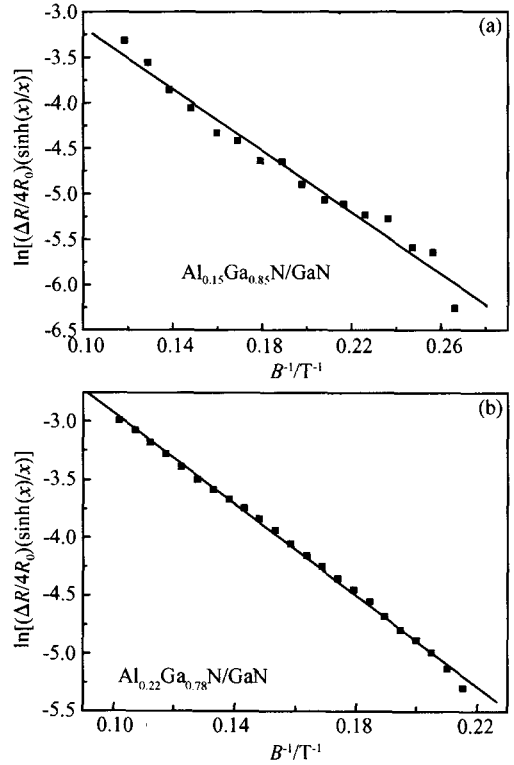 (a)
-3.0
-3.5
-4.0
-4.5
-5.0
-5.5
-6.0
-6.5
ln[(ΔR/4R₀)(sinh(x)/x)]
Al₀.₁₅Ga₀.₈₅N/GaN
0.10 0.14 0.18 0.22 0.26
B⁻¹/T⁻¹
(b)
-3.0
-3.5
-4.0
-4.5
-5.0
-5.5
ln[(ΔR/4R₀)(sinh(x)/x)]
Al₀.₂₂Ga₀.₇₈N/GaN
0.10 0.14 0.18 0.22
B⁻¹/T⁻¹